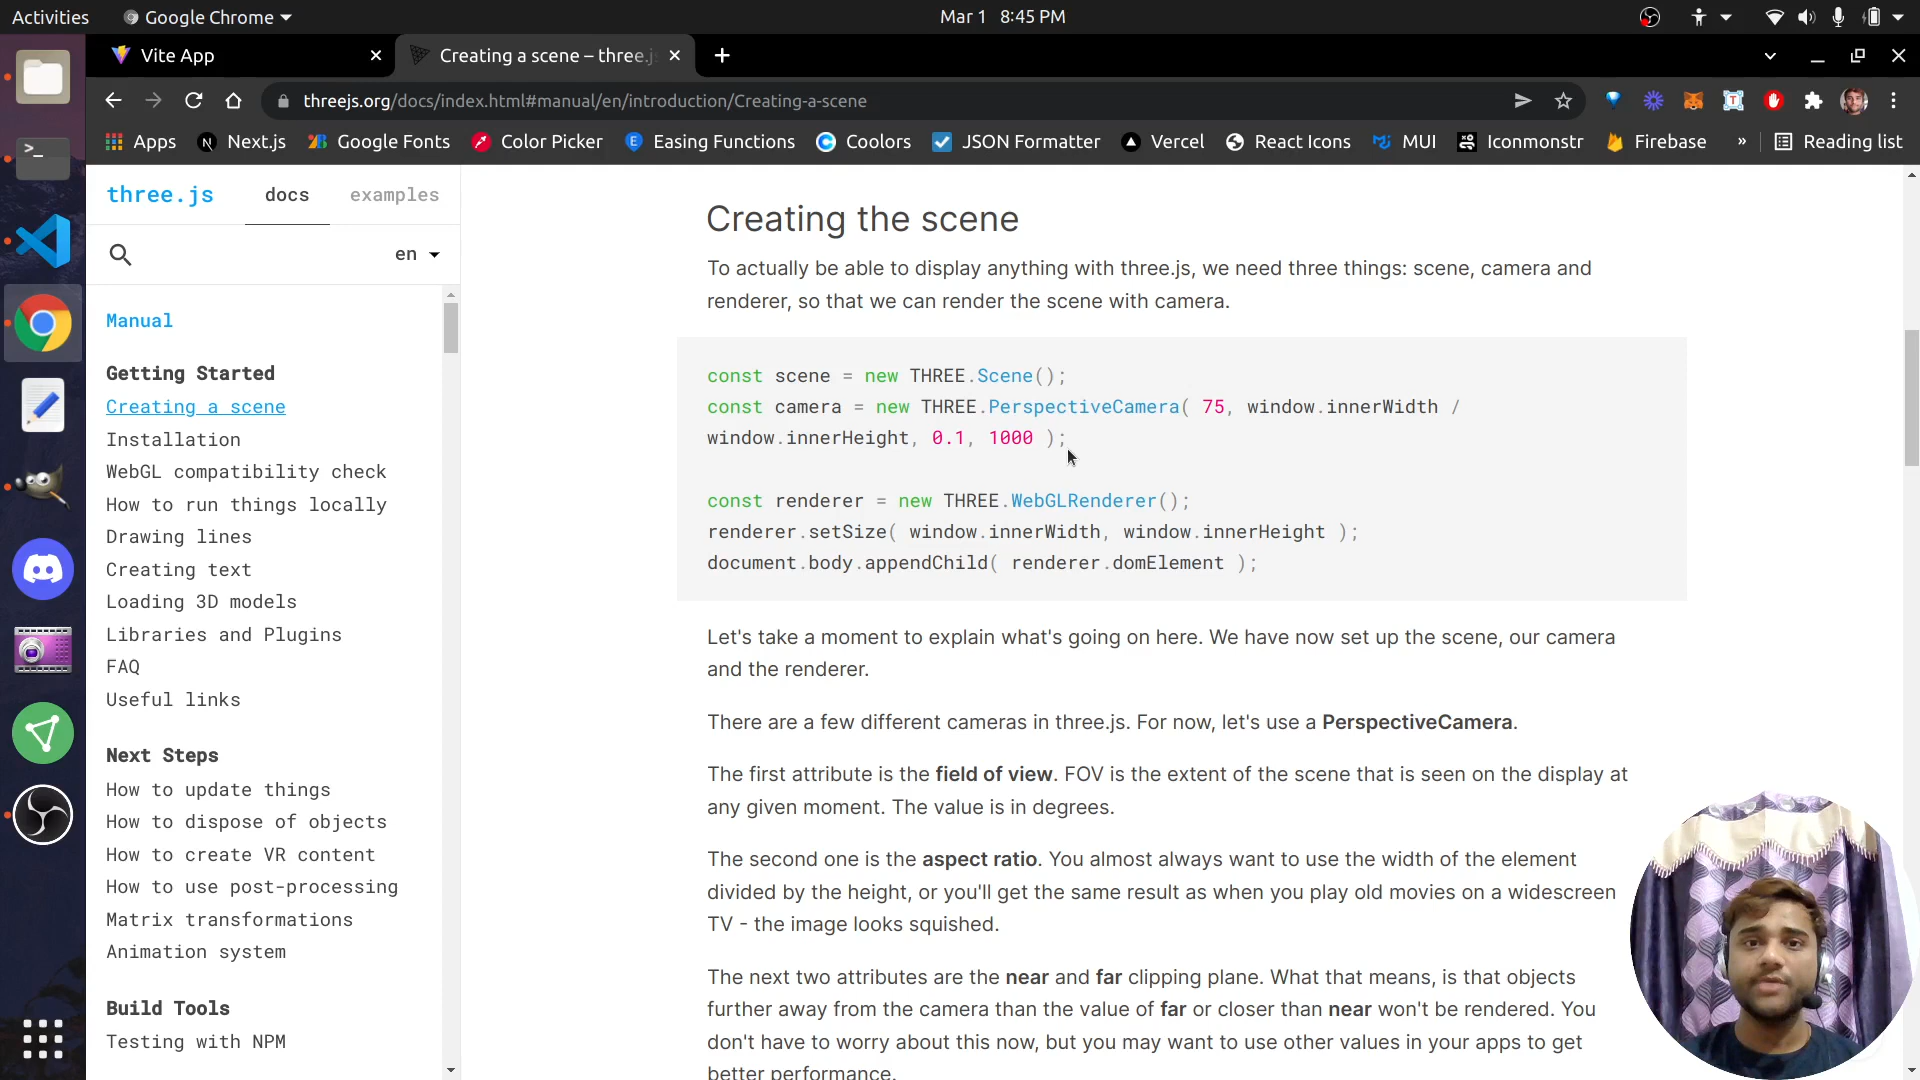 Activities
Google Chrome
Mar 1 8:45 PM
Vite App
Creating a scene – three.j
threejs.org/docs/index.html#manual/en/introduction/Creating-a-scene
Apps
Next.js
Google Fonts
Color Picker
Easing Functions
Coolors
JSON Formatter
Vercel
React Icons
MUI
Iconmonstr
Firebase
»
Reading list
three.js
docs
examples
en
Manual
Getting Started
Creating a scene
Installation
WebGL compatibility check
How to run things locally
Drawing lines
Creating text
Loading 3D models
Libraries and Plugins
FAQ
Useful links
Next Steps
How to update things
How to dispose of objects
How to create VR content
How to use post-processing
Matrix transformations
Animation system
Build Tools
Testing with NPM
Creating the scene
To actually be able to display anything with three.js, we need three things: scene, camera and
renderer, so that we can render the scene with camera.
const scene = new THREE.Scene();
const camera = new THREE.PerspectiveCamera( 75, window.innerWidth /
window.innerHeight, 0.1, 1000 );
const renderer = new THREE.WebGLRenderer();
renderer.setSize( window.innerWidth, window.innerHeight );
document.body.appendChild( renderer.domElement );
Let's take a moment to explain what's going on here. We have now set up the scene, our camera
and the renderer.
There are a few different cameras in three.js. For now, let's use a PerspectiveCamera.
The first attribute is the field of view. FOV is the extent of the scene that is seen on the display at
any given moment. The value is in degrees.
The second one is the aspect ratio. You almost always want to use the width of the element
divided by the height, or you'll get the same result as when you play old movies on a widescreen
TV - the image looks squished.
The next two attributes are the near and far clipping plane. What that means, is that objects
further away from the camera than the value of far or closer than near won't be rendered. You
don't have to worry about this now, but you may want to use other values in your apps to get
better performance.